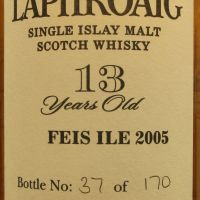 LAPHROAIG
SINGLE ISLAY MALT
SCOTCH WHISKY
13
Years Old
FEIS ILE 2005
Bottle No: 37 of 170